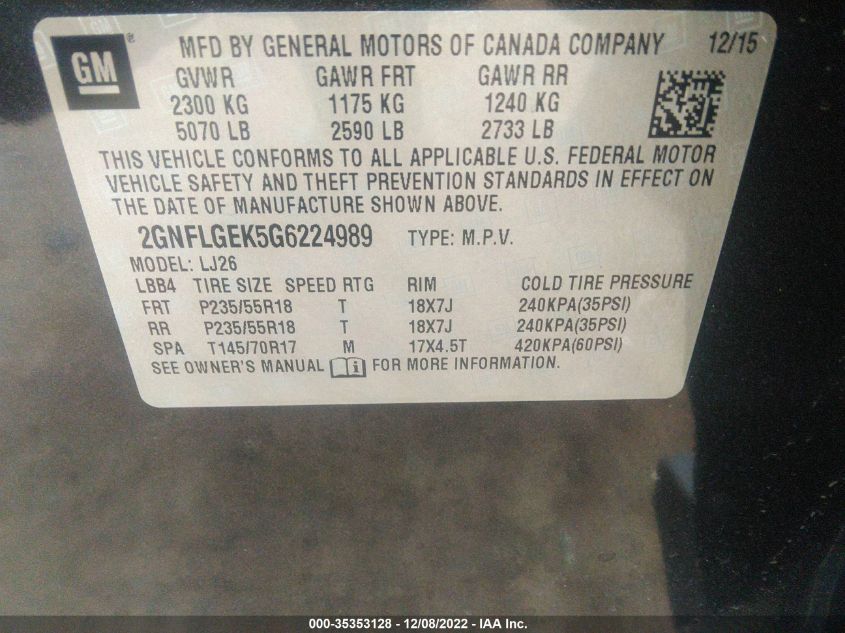 GM ® MFD BY GENERAL MOTORS OF CANADA COMPANY 12/15
GVWR GAWR FRT GAWR RR
2300 KG 1175 KG 1240 KG
5070 LB 2590 LB 2733 LB
THIS VEHICLE CONFORMS TO ALL APPLICABLE U.S. FEDERAL MOTOR
VEHICLE SAFETY AND THEFT PREVENTION STANDARDS IN EFFECT ON
THE DATE OF MANUFACTURE SHOWN ABOVE.
2GNFLGEK5G6224989 TYPE: M.P.V.
MODEL: LJ26
LBB4 TIRE SIZE SPEED RTG RIM COLD TIRE PRESSURE
FRT P235/55R18 T 18X7J 240KPA(35PSI)
RR P235/55R18 T 18X7J 240KPA(35PSI)
SPA T145/70R17 M 17X4.5T 420KPA(60PSI)
SEE OWNER'S MANUAL FOR MORE INFORMATION.
000-35353128 - 12/08/2022 - IAA Inc.